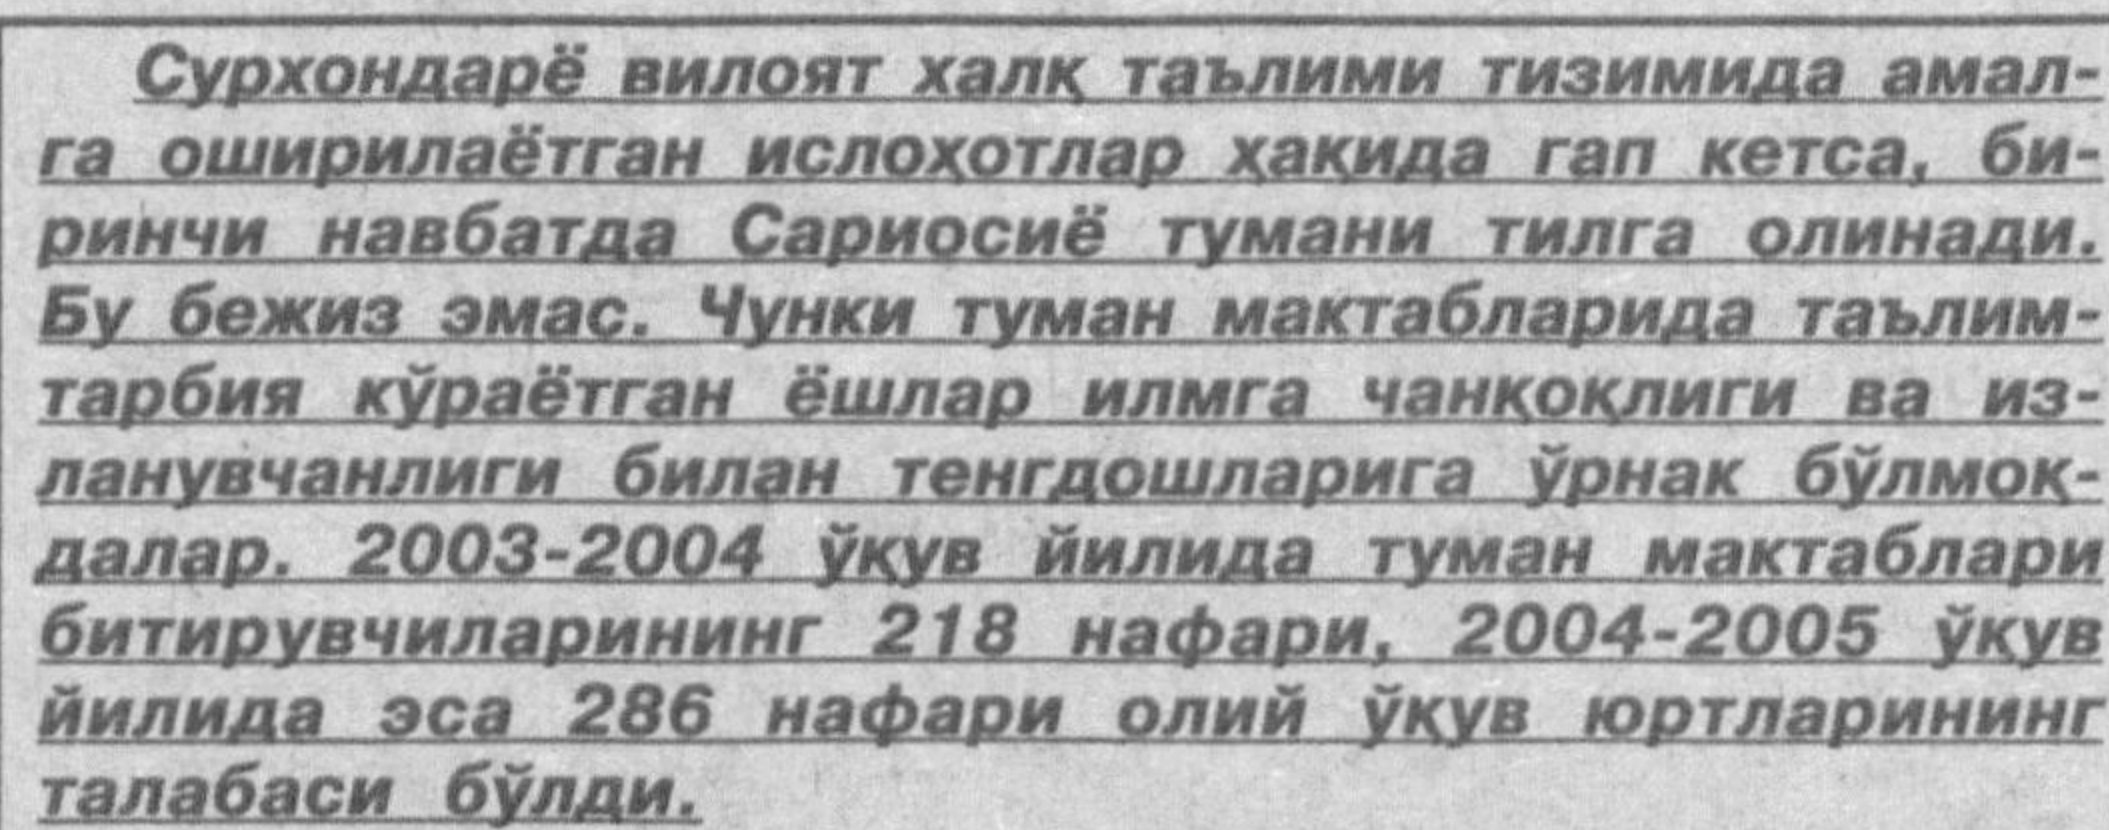 Сурхондарё вилоят халқ таълими тизимида амал-
га оширилаётган ислоҳотлар ҳақида гап кетса, би-
ринчи навбатда Сариосиё тумани тилга олинади.
Бу бежиз эмас. Чунки туман мактабларида таълим-
тарбия кўраётган ёшлар илмга чанқоқлиги ва из-
ланувчанлиги билан тенгдошларига ўрнак бўлмоқ-
далар. 2003-2004 ўқув йилида туман мактаблари
битирувчиларининг 218 нафари, 2004-2005 ўқув
йилида эса 286 нафари олий ўқув юртларининг
талабаси бўлди.